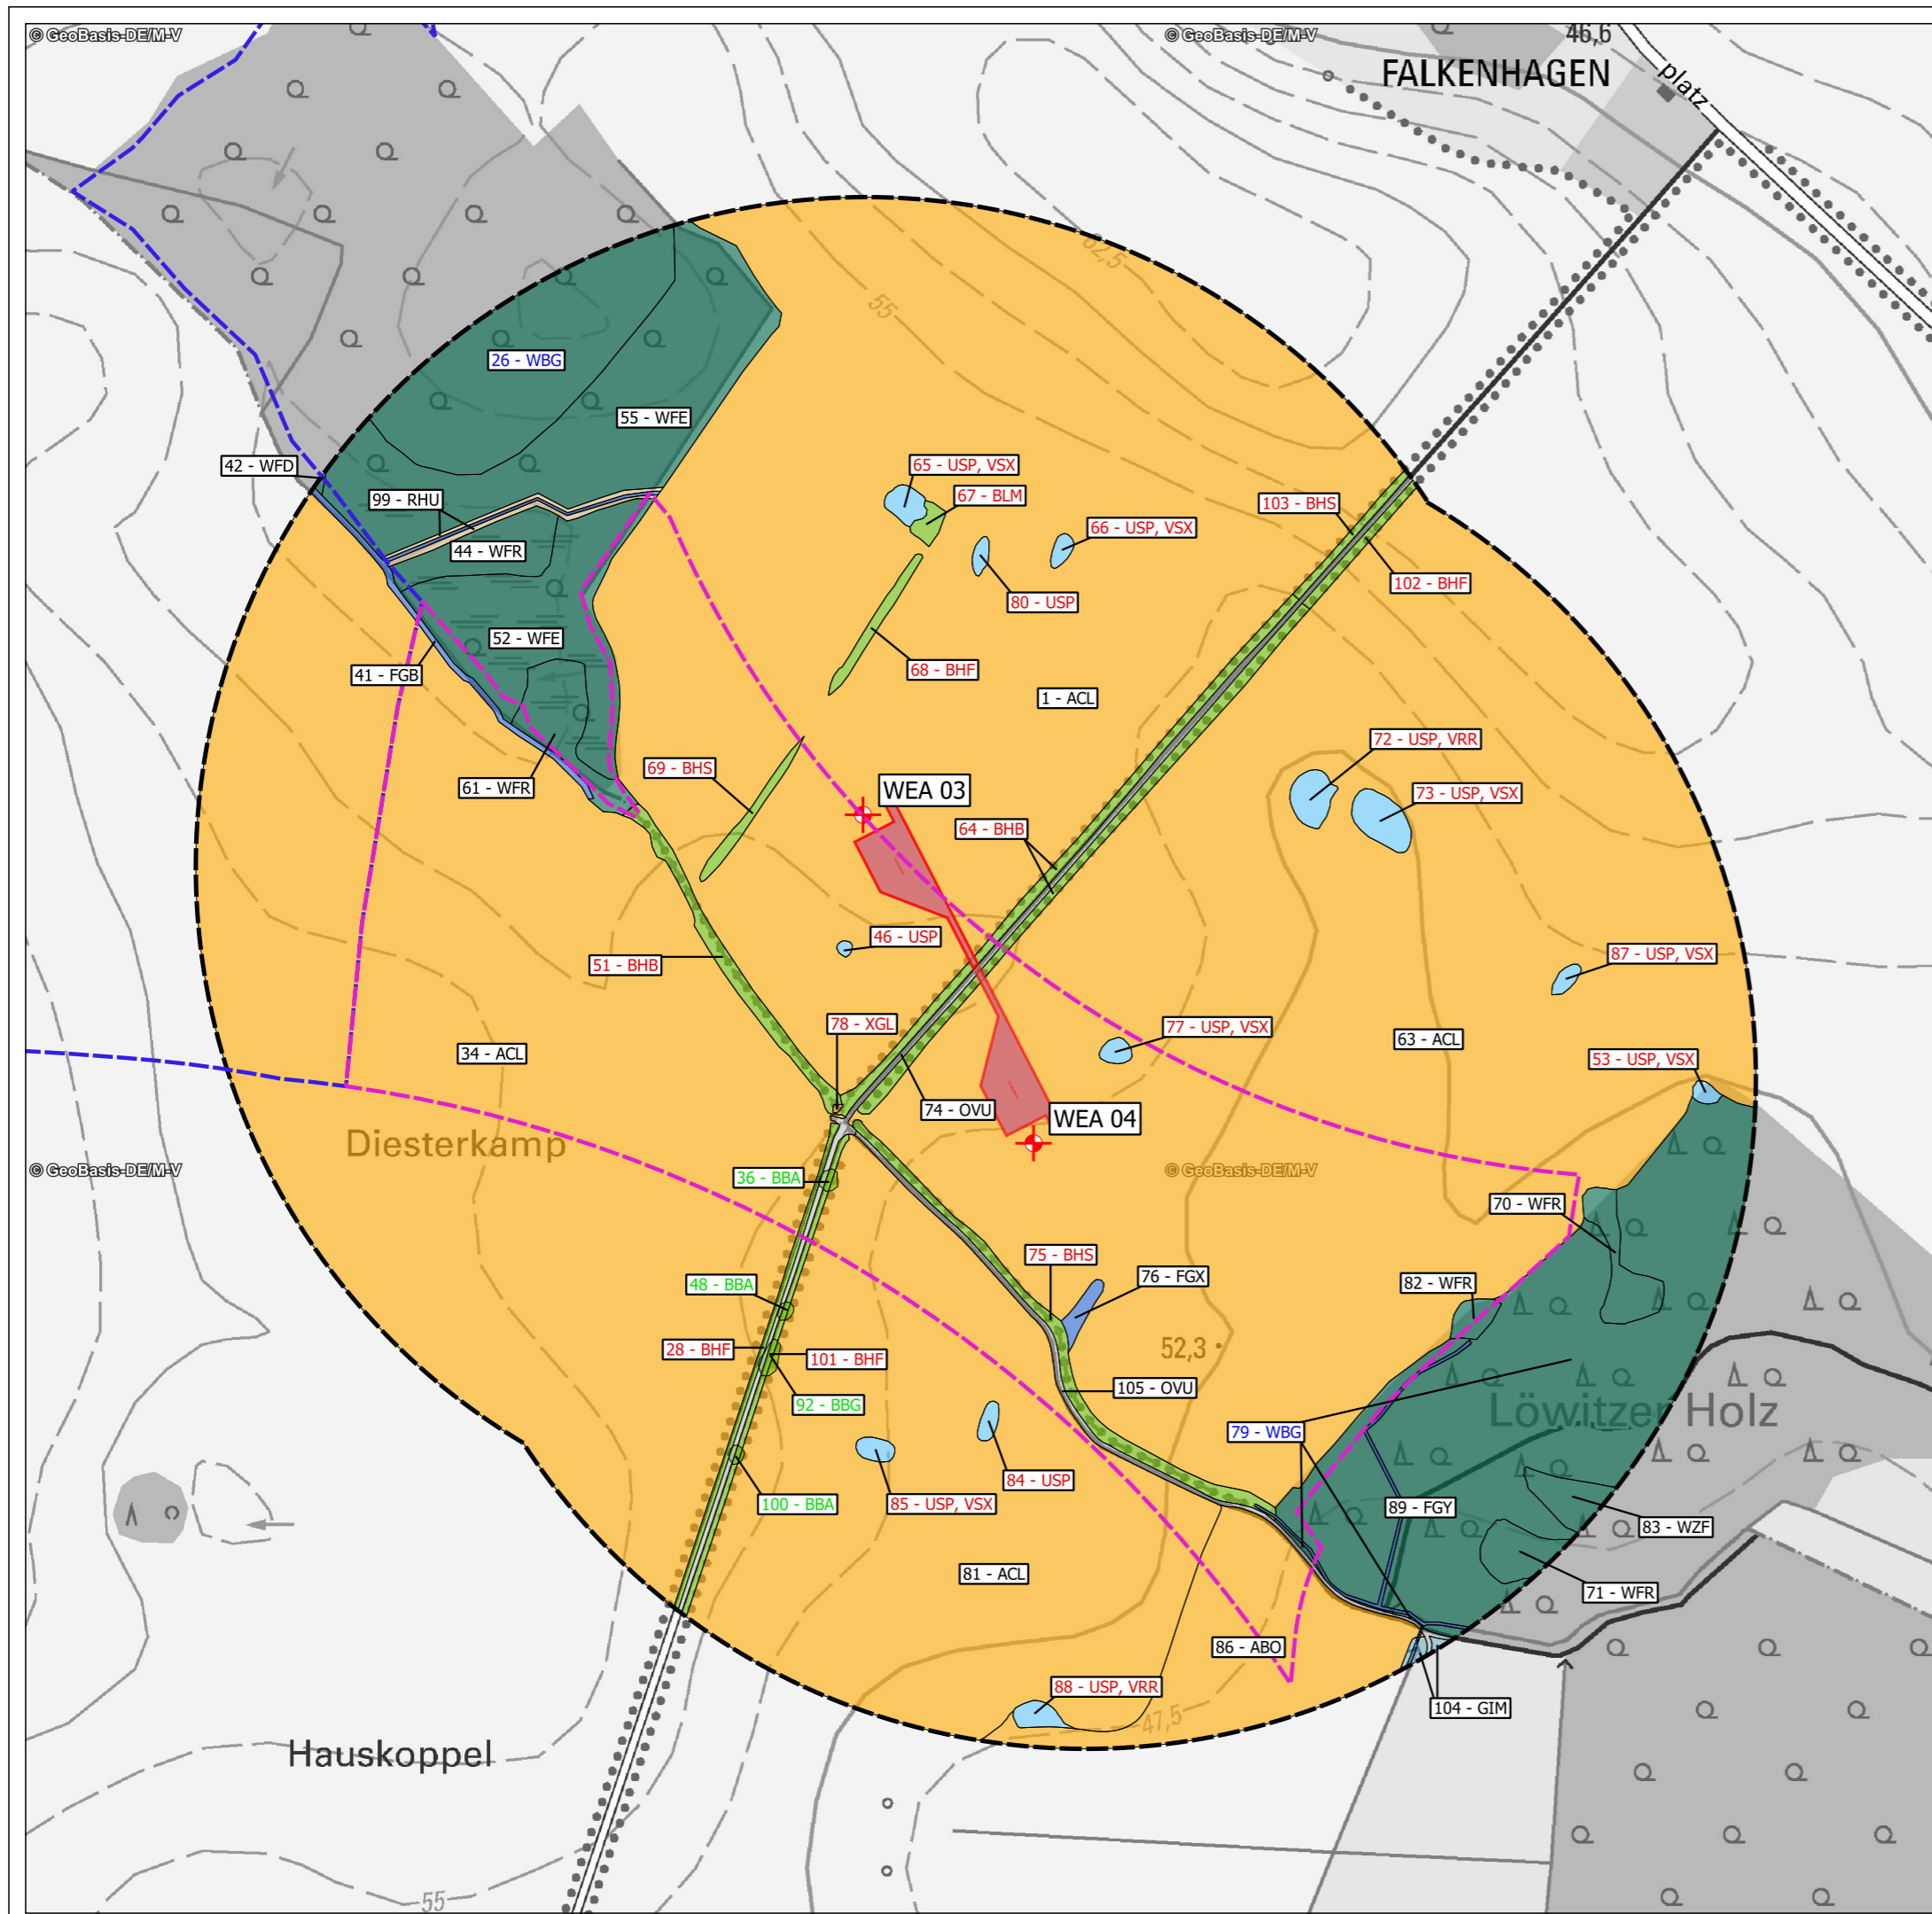 © GeoBasis-DE/M-V
© GeoBasis-DE/M-V
46,6
FALKENHAGEN
platz
62,5
55
26 - WBG
55 - WFE
42 - WFD
65 - USP, VSX
99 - RHU
67 - BLM
103 - BHS
66 - USP, VSX
44 - WFR
102 - BHF
80 - USP
52 - WFE
41 - FGB
68 - BHF
1 - ACL
72 - USP, VRR
69 - BHS
61 - WFR
WEA 03
73 - USP, VSX
64 - BHB
46 - USP
51 - BHB
87 - USP, VSX
78 - XGL
77 - USP, VSX
63 - ACL
34 - ACL
53 - USP, VSX
74 - OVU
WEA 04
Diesterkamp
© GeoBasis-DE/M-V
© GeoBasis-DE/M-V
36 - BBA
70 - WFR
75 - BHS
76 - FGX
48 - BBA
82 - WFR
52,3
28 - BHF
101 - BHF
105 - OVU
92 - BBG
Löwitzer Holz
79 - WBG
84 - USP
100 - BBA
85 - USP, VSX
89 - FGY
83 - WZF
81 - ACL
71 - WFR
86 - ABO
88 - USP, VRR
104 - GIM
47,5
Hauskoppel
55